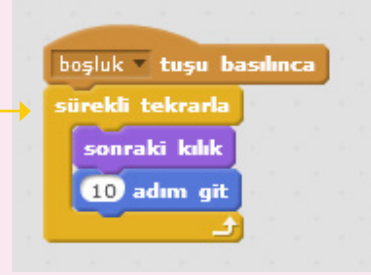 boşluk tuşu basılınca
sürekli tekrarla
sonraki kılık
10 adım git